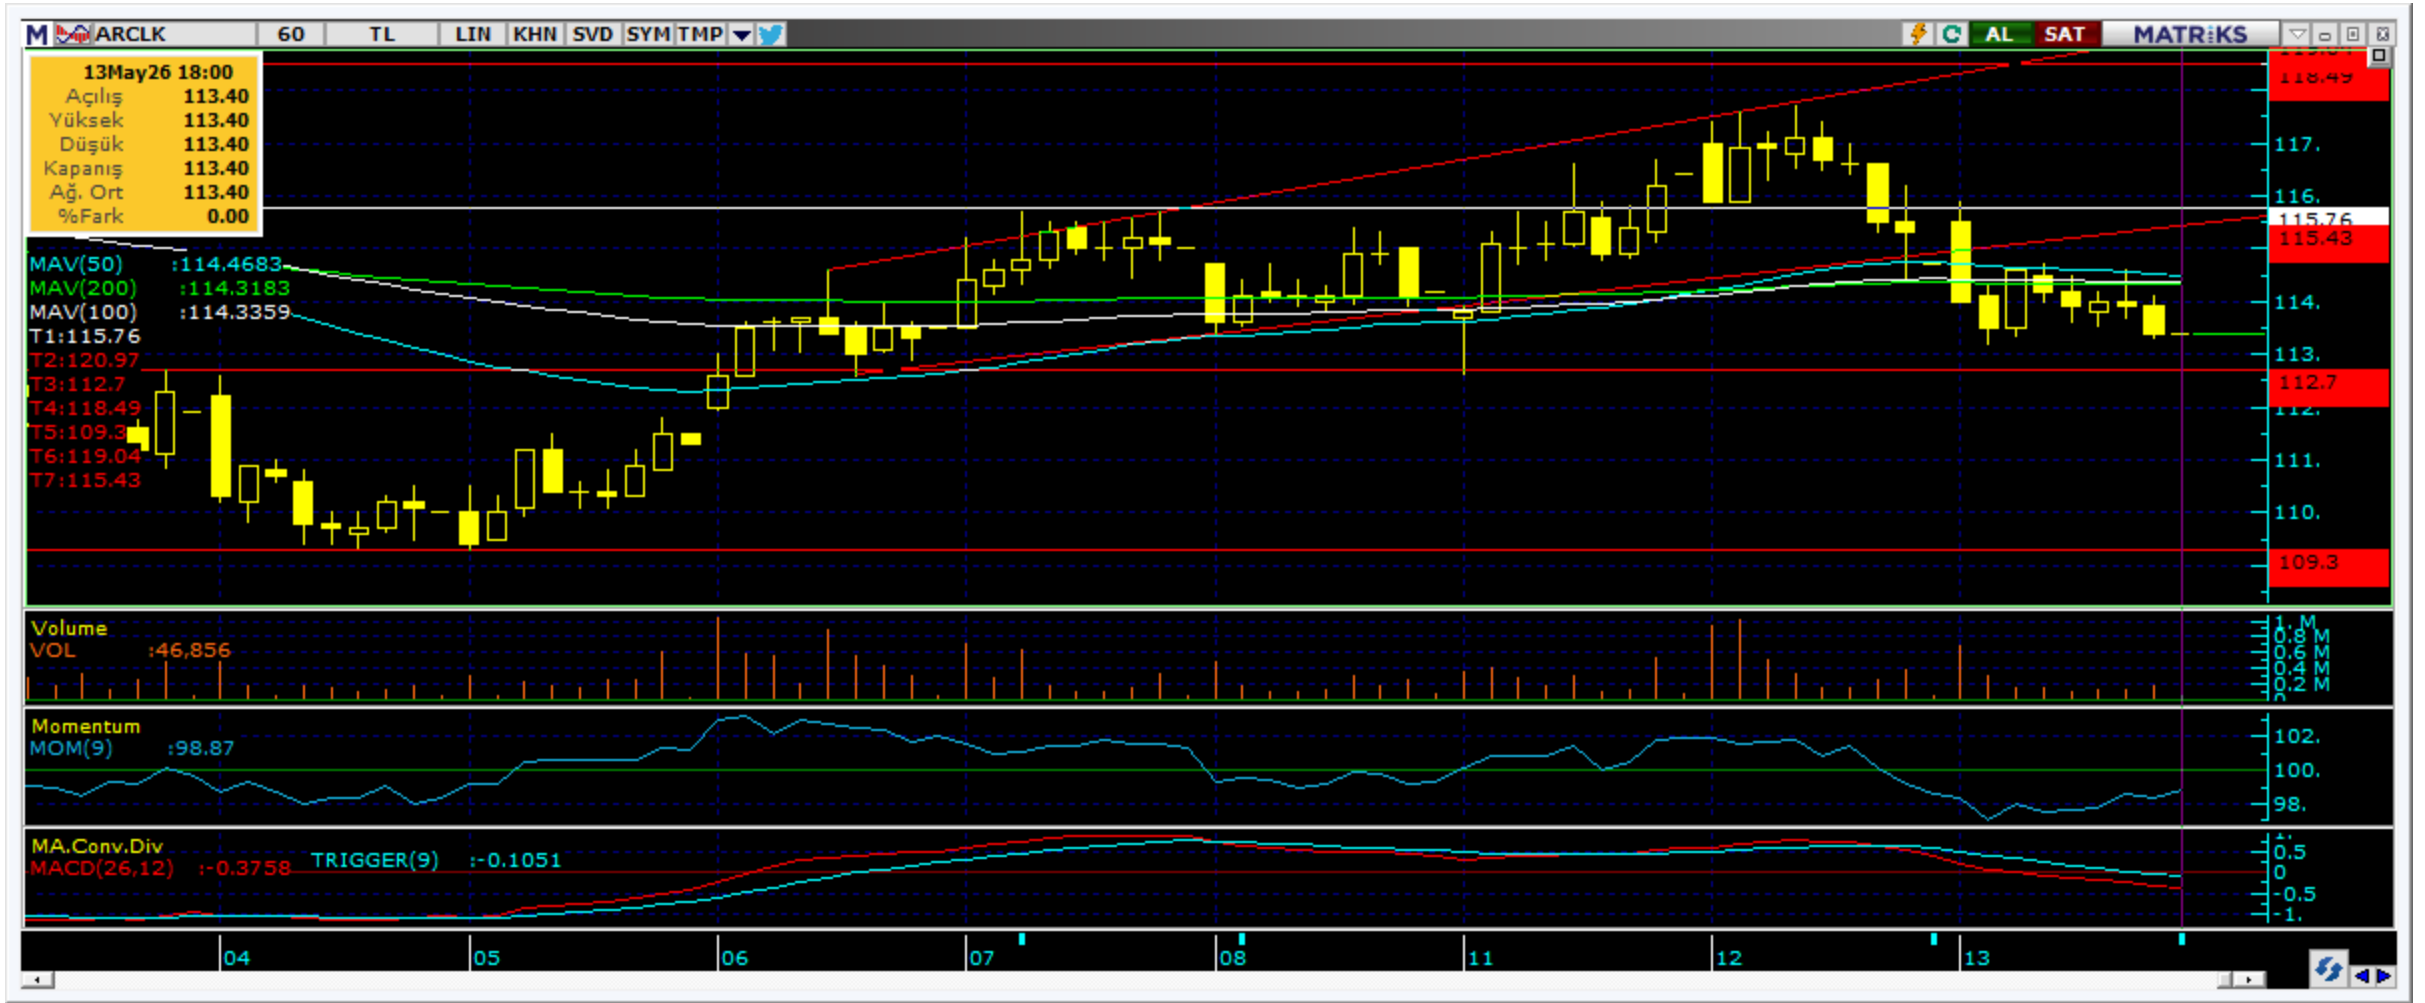 M ARCLK 60 TL LIN KHN SVD SYM TMP AL SAT MATRiKS
13May26 18:00
Açılış 113.40
Yüksek 113.40
Düşük 113.40
Kapanış 113.40
Ağ. Ort 113.40
%Fark 0.00
MAV(50) :114.4683
MAV(200) :114.3183
MAV(100) :114.3359
T1:115.76
T2:120.97
T3:112.7
T4:118.49
T5:109.3
T6:119.04
T7:115.43
118.49
117.
116.
115.76
115.43
114.
113.
112.7
112.
111.
110.
109.3
Volume
VOL :46,856
1. M
0.8 M
0.6 M
0.4 M
0.2 M
0
Momentum
MOM(9) :98.87
102.
100.
98.
MA.Conv.Div
MACD(26,12) :-0.3758 TRIGGER(9) :-0.1051
1.
0.5
0
-0.5
-1.
04 05 06 07 08 11 12 13